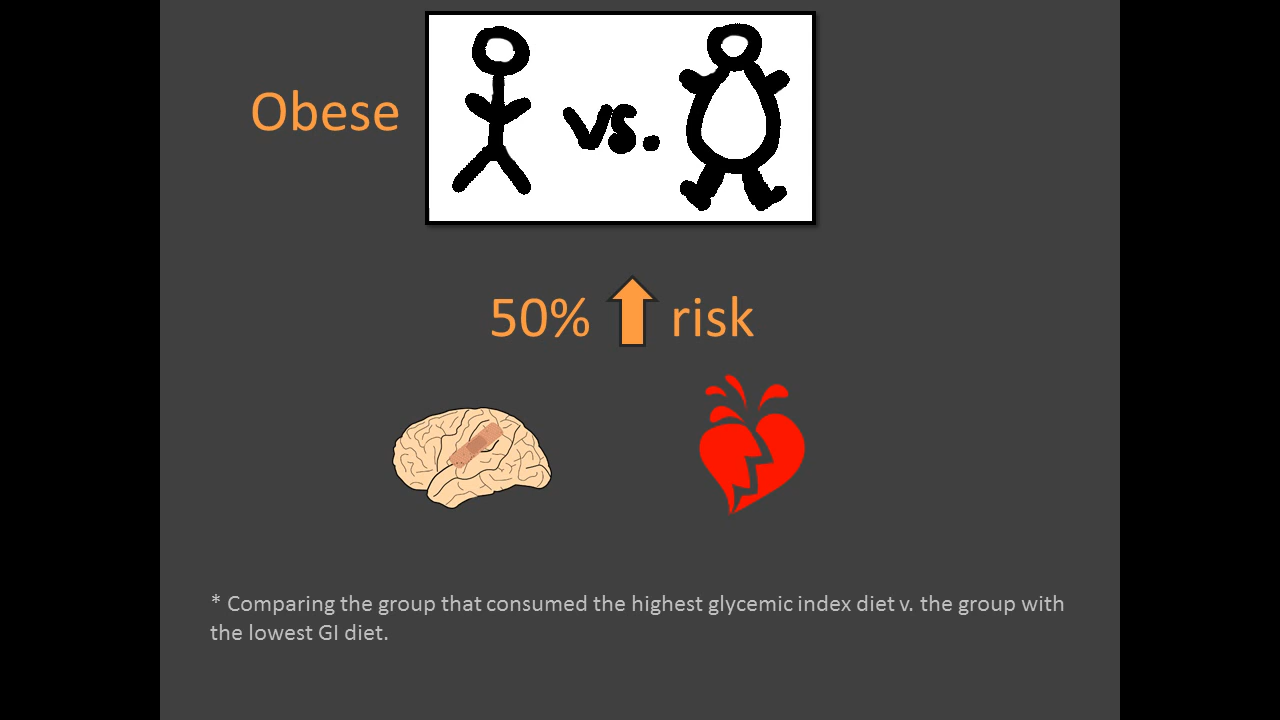 Obese
vs.
50% risk
* Comparing the group that consumed the highest glycemic index diet v. the group with
the lowest GI diet.